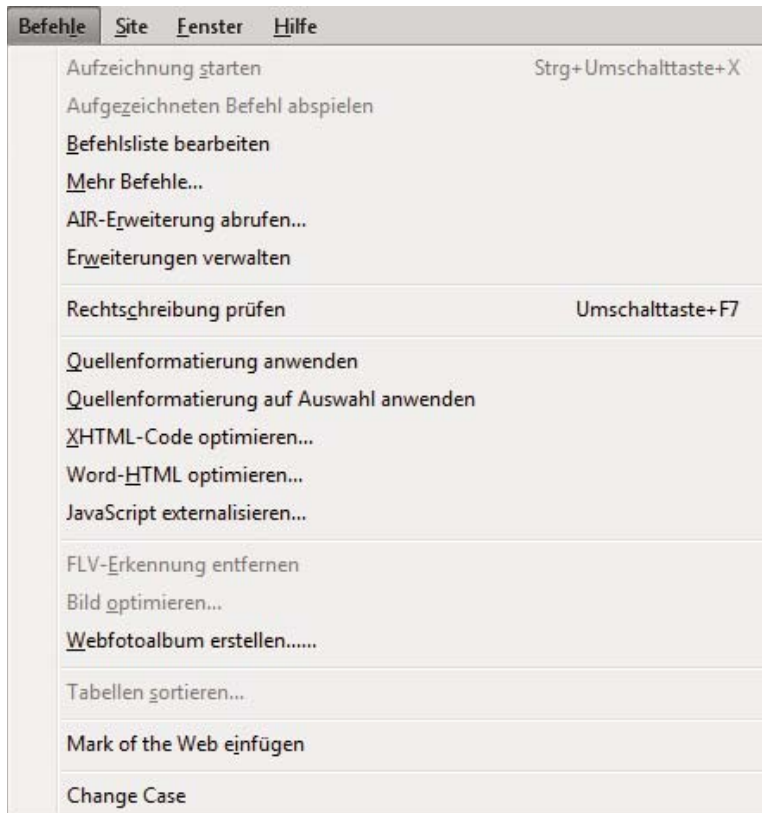 Befehle Site Fenster Hilfe
Aufzeichnung starten Strg+Umschalttaste+X
Aufgezeichneten Befehl abspielen
Befehlsliste bearbeiten
Mehr Befehle...
AIR-Erweiterung abrufen...
Erweiterungen verwalten
Rechtschreibung prüfen Umschalttaste+F7
Quellenformatierung anwenden
Quellenformatierung auf Auswahl anwenden
XHTML-Code optimieren...
Word-HTML optimieren...
JavaScript externalisieren...
FLV-Erkennung entfernen
Bild optimieren...
Webfotoalbum erstellen......
Tabellen sortieren...
Mark of the Web einfügen
Change Case